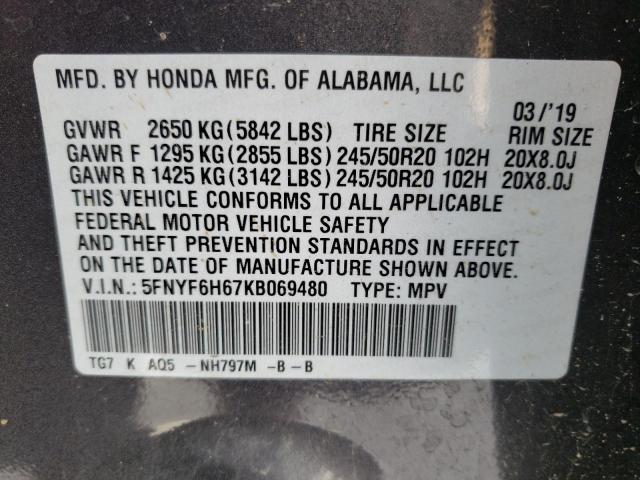 MFD. BY HONDA MFG. OF ALABAMA, LLC
03/'19
GVWR 2650 KG(5842 LBS) TIRE SIZE RIM SIZE
GAWR F 1295 KG(2855 LBS) 245/50R20 102H 20X8.0J
GAWR R 1425 KG(3142 LBS) 245/50R20 102H 20X8.0J
THIS VEHICLE CONFORMS TO ALL APPLICABLE
FEDERAL MOTOR VEHICLE SAFETY
AND THEFT PREVENTION STANDARDS IN EFFECT
ON THE DATE OF MANUFACTURE SHOWN ABOVE.
V.I.N.: 5FNYF6H67KB069480 TYPE: MPV
TG7 K AQ5 -NH797M -B-B